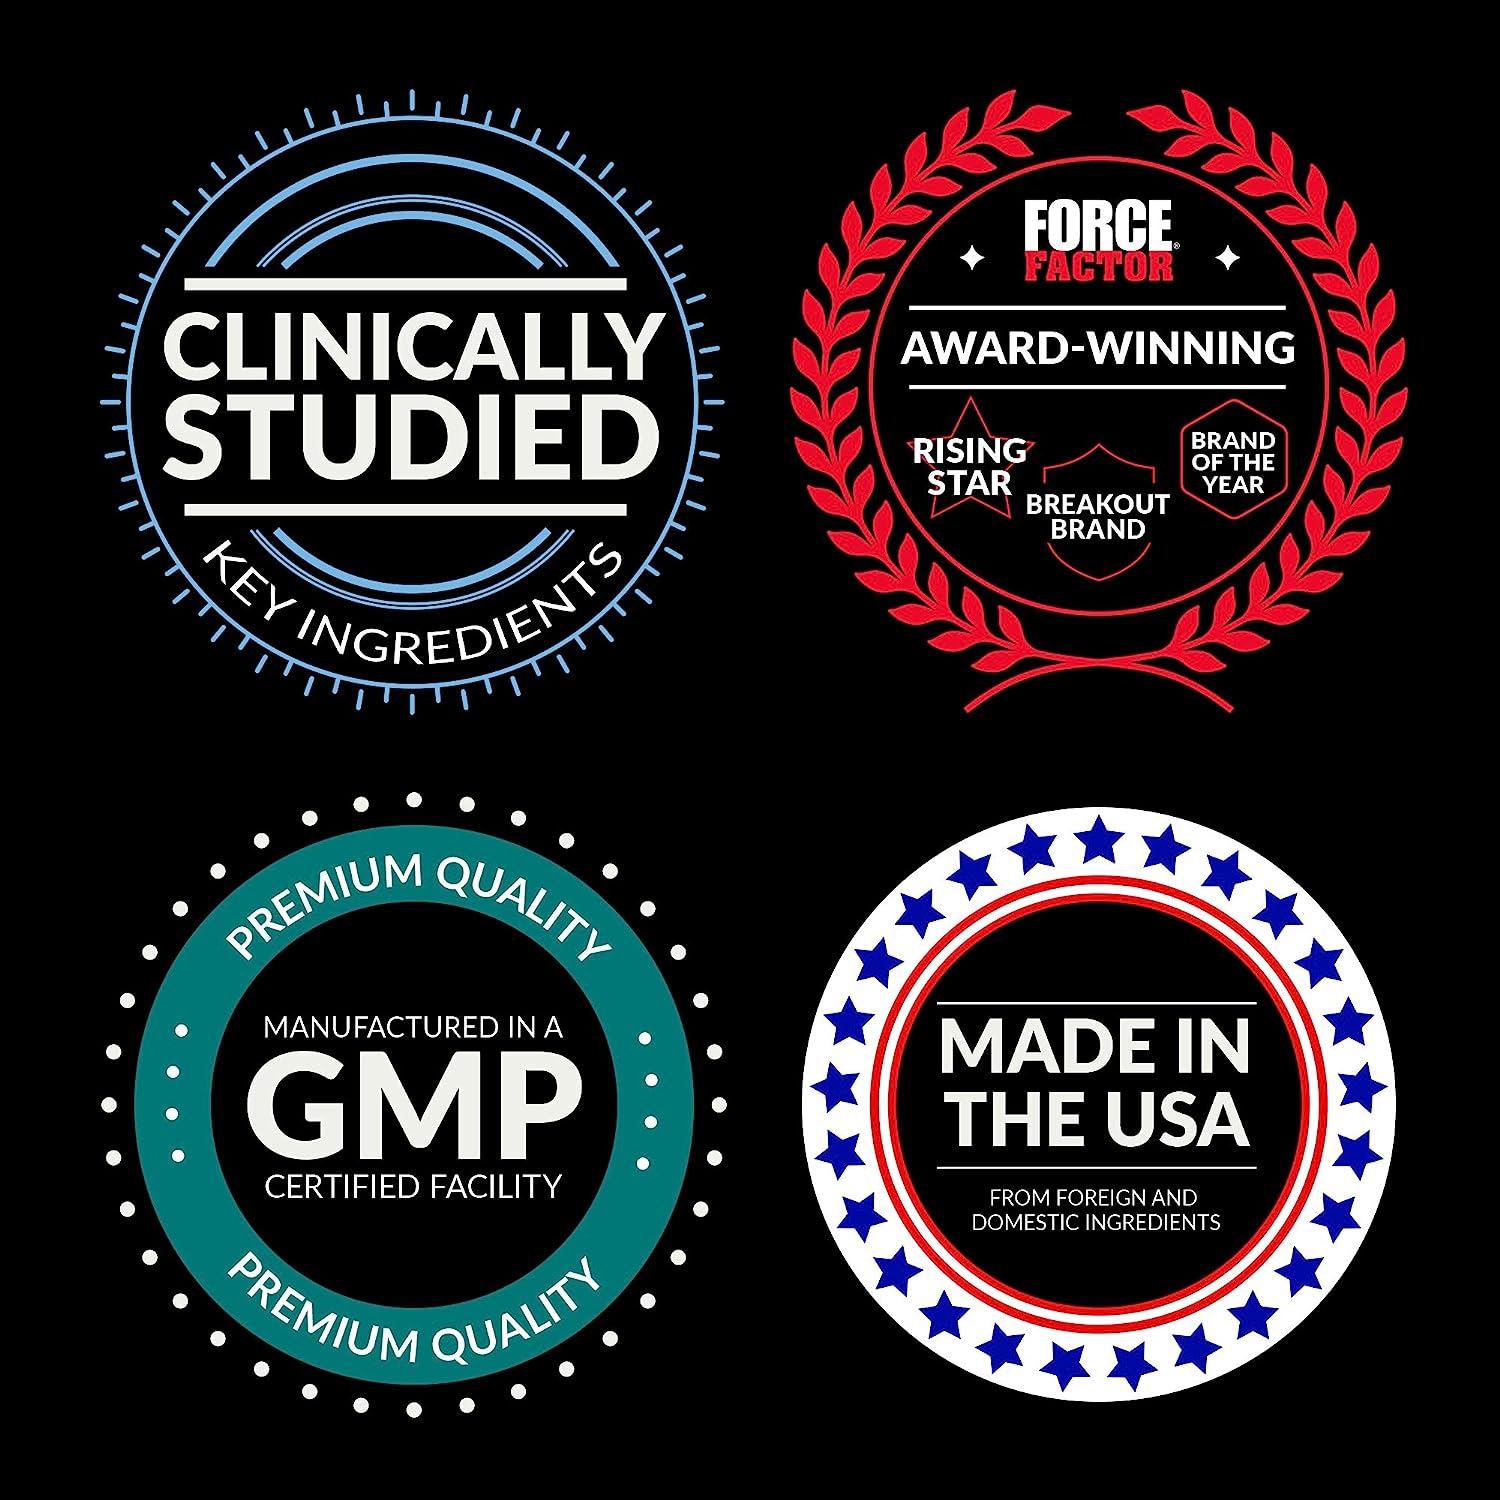 CLINICALLY
STUDIED
KEY INGREDIENTS
FORCE
FACTOR®
AWARD-WINNING
RISING
STAR
BREAKOUT
BRAND
BRAND
OF THE
YEAR
PREMIUM QUALITY
MANUFACTURED IN A
GMP
CERTIFIED FACILITY
PREMIUM QUALITY
MADE IN
THE USA
FROM FOREIGN AND
DOMESTIC INGREDIENTS